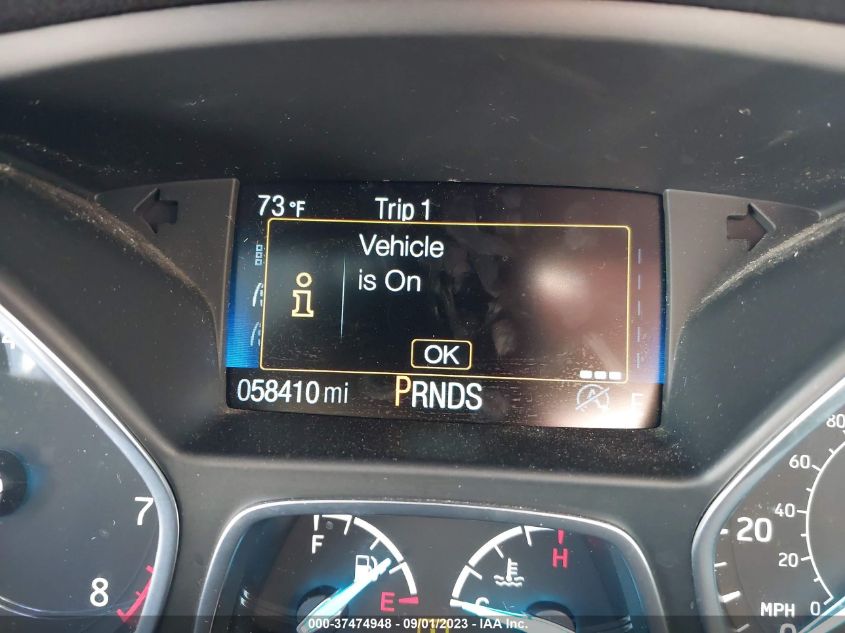 73 °F Trip 1
Vehicle
is On
OK
058410 mi PRNDS E
7
8
F
E
C
H
80
60
40
20
20
0
MPH
000-37474948 - 09/01/2023 - IAA Inc.